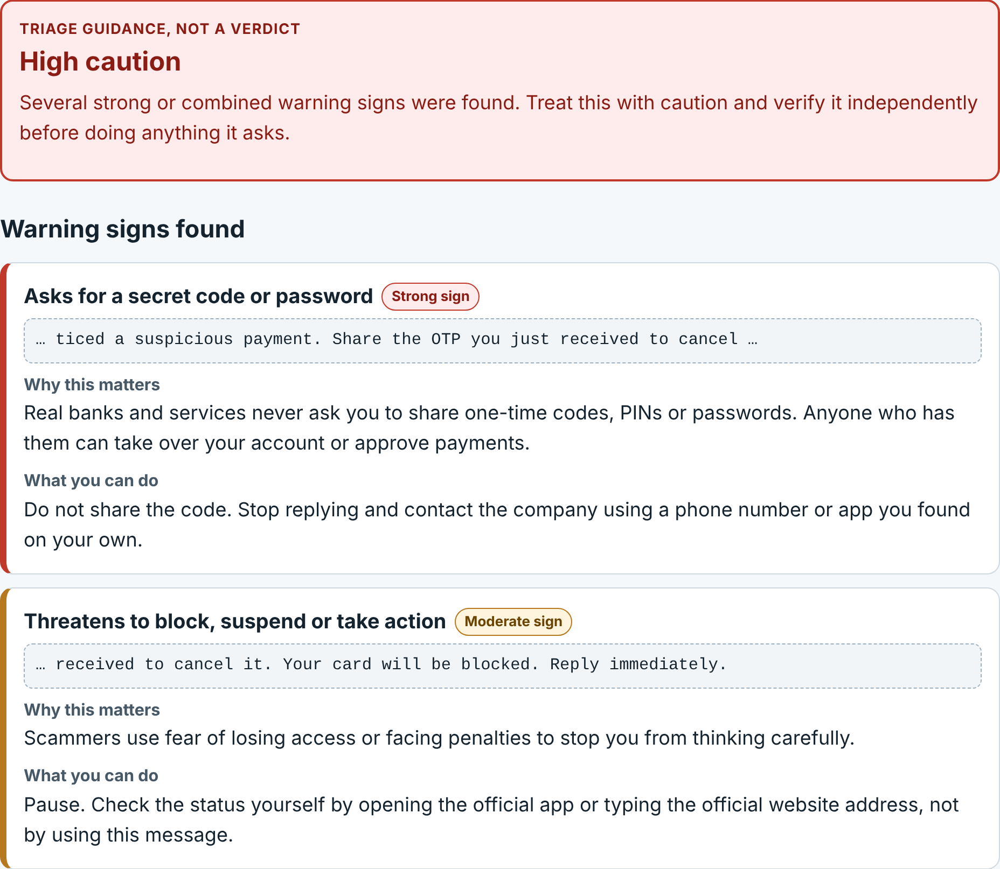 TRIAGE GUIDANCE, NOT A VERDICT
High caution
Several strong or combined warning signs were found. Treat this with caution and verify it independently
before doing anything it asks.
Warning signs found
Asks for a secret code or password Strong sign
… ticed a suspicious payment. Share the OTP you just received to cancel …
Why this matters
Real banks and services never ask you to share one-time codes, PINs or passwords. Anyone who has
them can take over your account or approve payments.
What you can do
Do not share the code. Stop replying and contact the company using a phone number or app you found
on your own.
Threatens to block, suspend or take action Moderate sign
… received to cancel it. Your card will be blocked. Reply immediately.
Why this matters
Scammers use fear of losing access or facing penalties to stop you from thinking carefully.
What you can do
Pause. Check the status yourself by opening the official app or typing the official website address, not
by using this message.